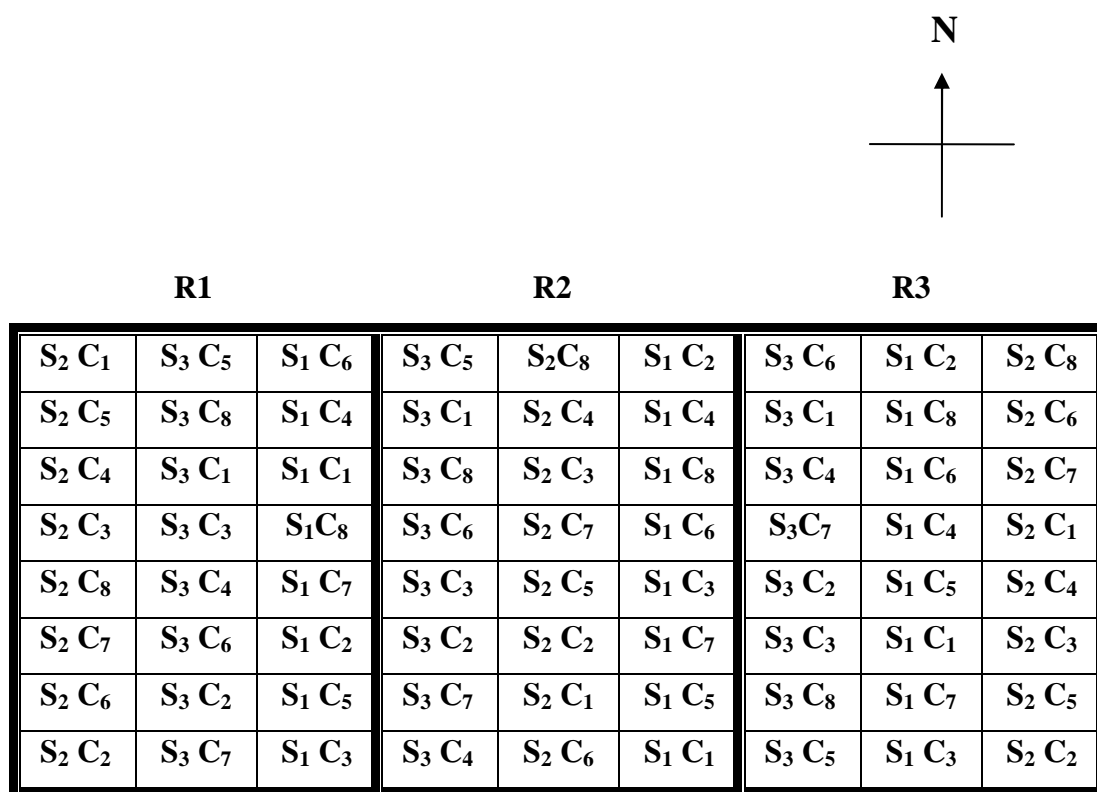 N
R1 R2 R3
S₂ C₁ S₃ C₅ S₁ C₆ S₃ C₅ S₂C₈ S₁ C₂ S₃ C₆ S₁ C₂ S₂ C₈
S₂ C₅ S₃ C₈ S₁ C₄ S₃ C₁ S₂ C₄ S₁ C₄ S₃ C₁ S₁ C₈ S₂ C₆
S₂ C₄ S₃ C₁ S₁ C₁ S₃ C₈ S₂ C₃ S₁ C₈ S₃ C₄ S₁ C₆ S₂ C₇
S₂ C₃ S₃ C₃ S₁C₈ S₃ C₆ S₂ C₇ S₁ C₆ S₃C₇ S₁ C₄ S₂ C₁
S₂ C₈ S₃ C₄ S₁ C₇ S₃ C₃ S₂ C₅ S₁ C₃ S₃ C₂ S₁ C₅ S₂ C₄
S₂ C₇ S₃ C₆ S₁ C₂ S₃ C₂ S₂ C₂ S₁ C₇ S₃ C₃ S₁ C₁ S₂ C₃
S₂ C₆ S₃ C₂ S₁ C₅ S₃ C₇ S₂ C₁ S₁ C₅ S₃ C₈ S₁ C₇ S₂ C₅
S₂ C₂ S₃ C₇ S₁ C₃ S₃ C₄ S₂ C₆ S₁ C₁ S₃ C₅ S₁ C₃ S₂ C₂